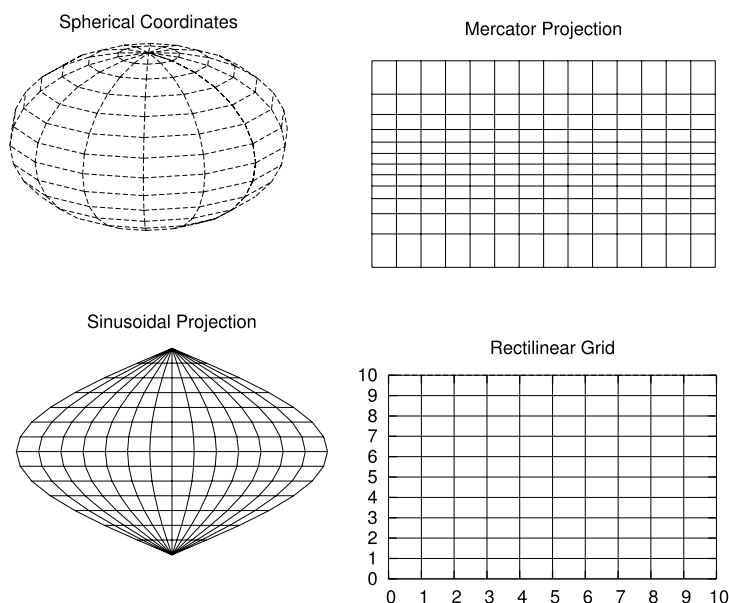 Spherical Coordinates
Mercator Projection
Sinusoidal Projection
Rectilinear Grid
10
9
8
7
6
5
4
3
2
1
0
0 1 2 3 4 5 6 7 8 9 10